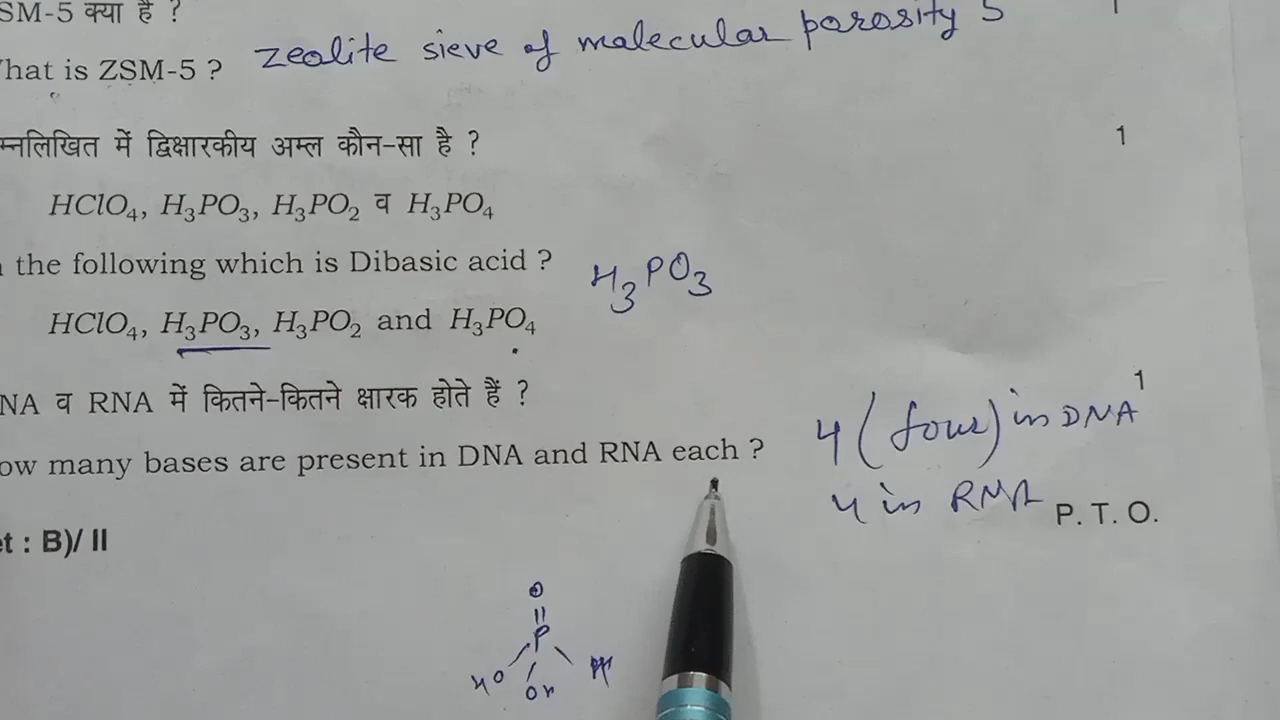 SM-5 क्या है ?
What is ZSM-5 ? zeolite sieve of molecular porosity 5
1
म्नलिखित में द्विक्षारकीय अम्ल कौन-सा है ? 1
HClO4, H3PO3, H3PO2 व H3PO4
the following which is Dibasic acid ? H3PO3
HClO4, H3PO3, H3PO2 and H3PO4
NA व RNA में कितने-कितने क्षारक होते हैं ? 1
ow many bases are present in DNA and RNA each ? 4 (four) in DNA
4 in RNA
P. T. O.
et : B)/ II
O
||
P
HO OH H